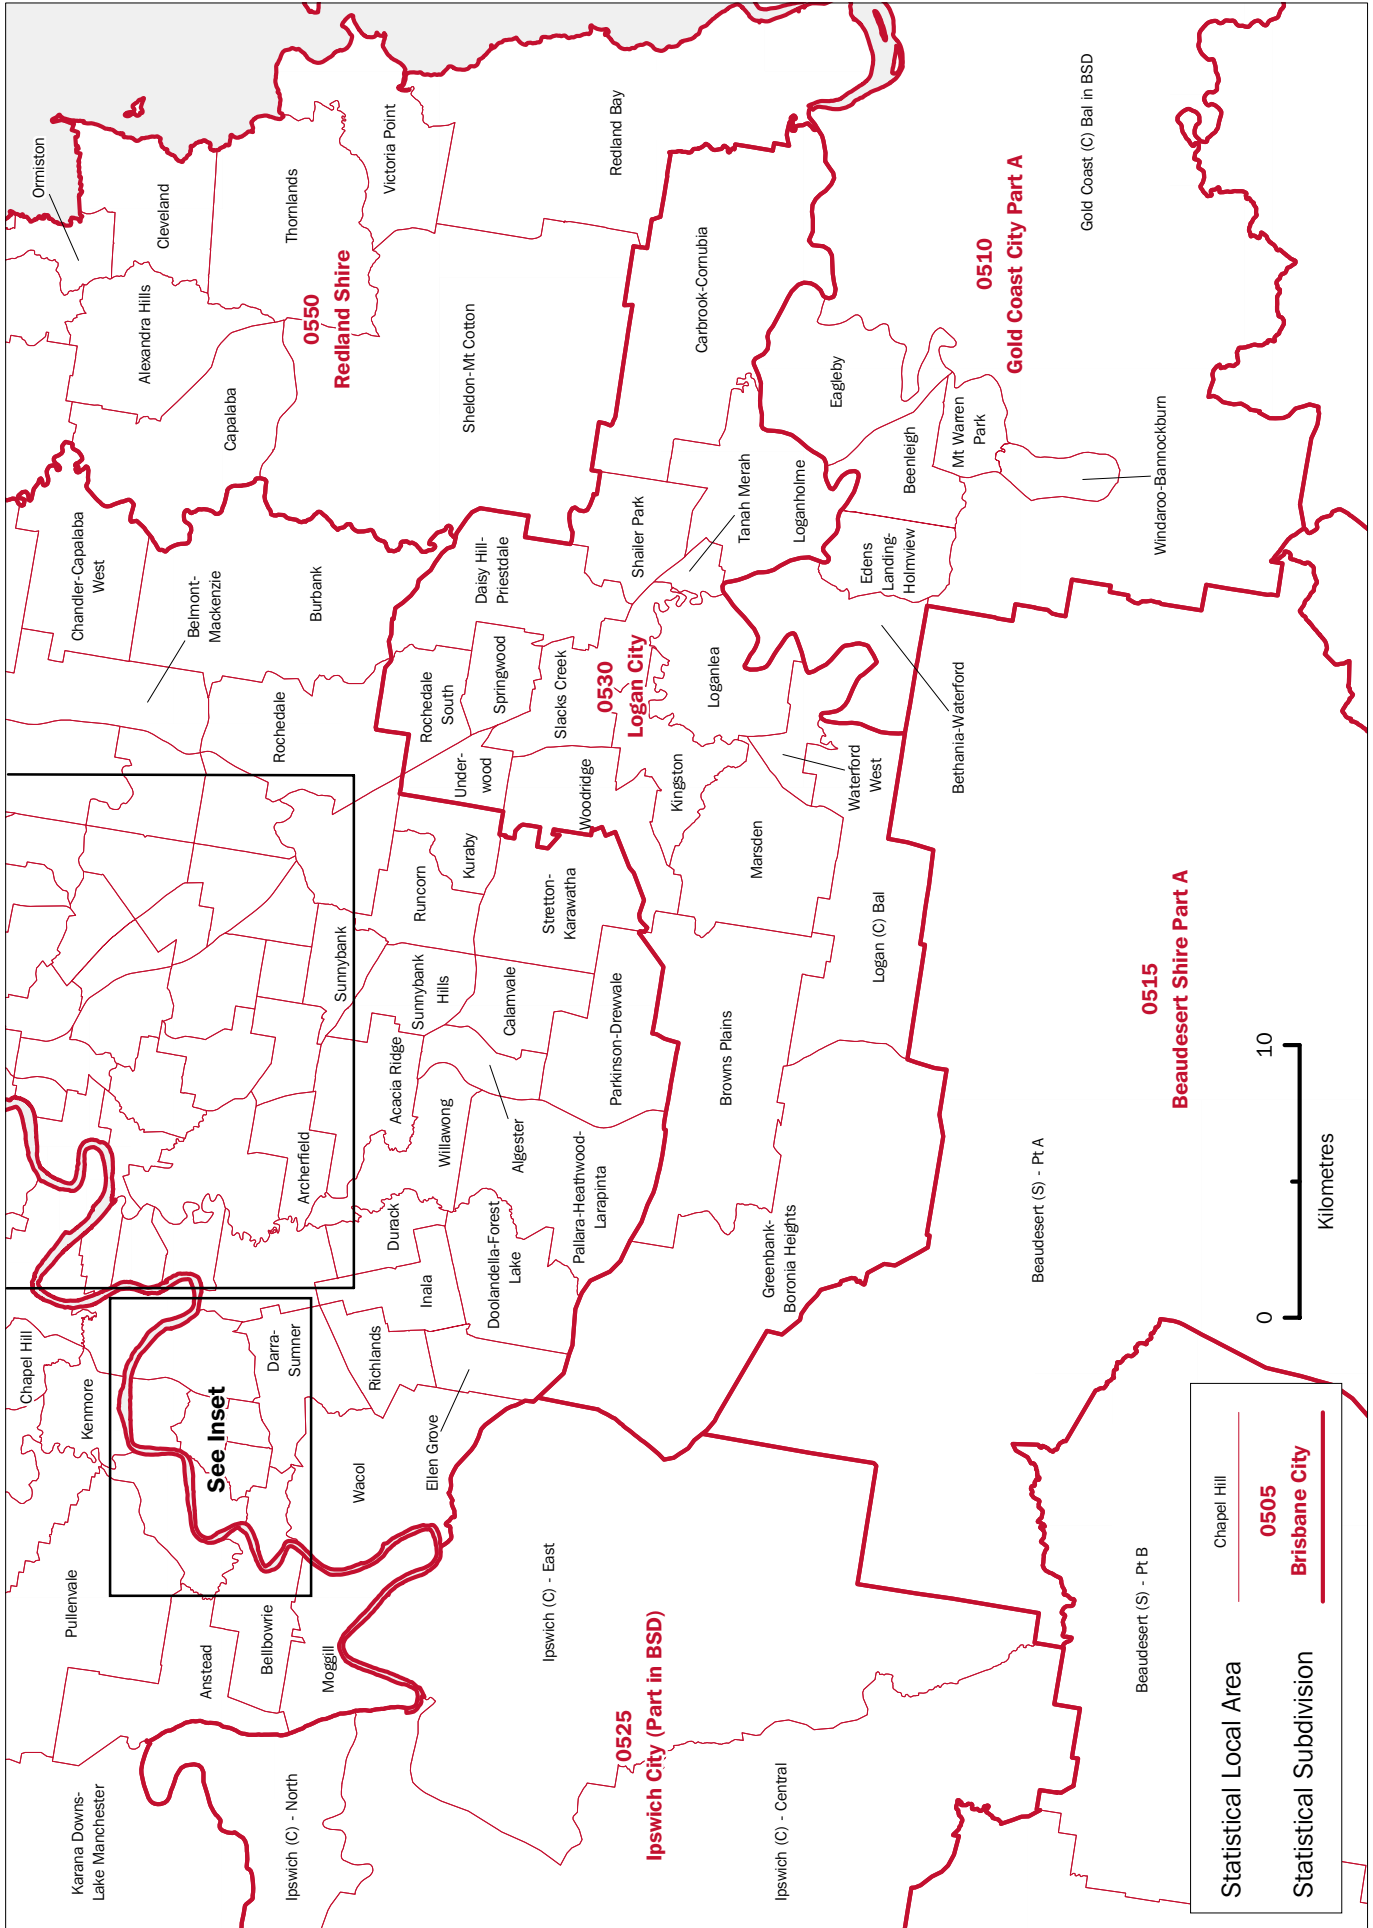 Karana Downs-
Lake Manchester
Pullenvale
Chapel Hill
Kenmore
Anstead
Bellbowrie
Moggill
Ipswich (C) - North
See Inset
Darra-
Sumner
Wacol
Richlands
Ellen Grove
Inala
Durack
Doolandella-Forest
Lake
Archerfield
Willawong
Acacia Ridge
Algester
Pallara-Heathwood-
Larapinta
Sunnybank
Sunnybank
Hills
Calamvale
Parkinson-Drewvale
Runcorn
Kuraby
Stretton-
Karawatha
Rochedale
Belmont-
Mackenzie
Chandler-Capalaba
West
Burbank
Ormiston
Cleveland
Alexandra Hills
Capalaba
Thornlands
Victoria Point
Redland Bay
0550
Redland Shire
Sheldon-Mt Cotton
Rochedale
South
Springwood
Daisy Hill-
Priestdale
Under-
wood
Slacks Creek
Woodridge
0530
Logan City
Kingston
Loganlea
Shailer Park
Tanah Merah
Loganholme
Carbrook-Cornubia
Marsden
Waterford
West
Browns Plains
Logan (C) Bal
Greenbank-
Boronia Heights
Eagleby
Beenleigh
Edens
Landing-
Holmview
Mt Warren
Park
Bethania-Waterford
Windaroo-Bannockburn
0510
Gold Coast City Part A
Gold Coast (C) Bal in BSD
Ipswich (C) - East
0525
Ipswich City (Part in BSD)
Ipswich (C) - Central
Beaudesert (S) - Pt A
0515
Beaudesert Shire Part A
Beaudesert (S) - Pt B
0
10
Kilometres
Statistical Local Area
Chapel Hill
Statistical Subdivision
0505
Brisbane City